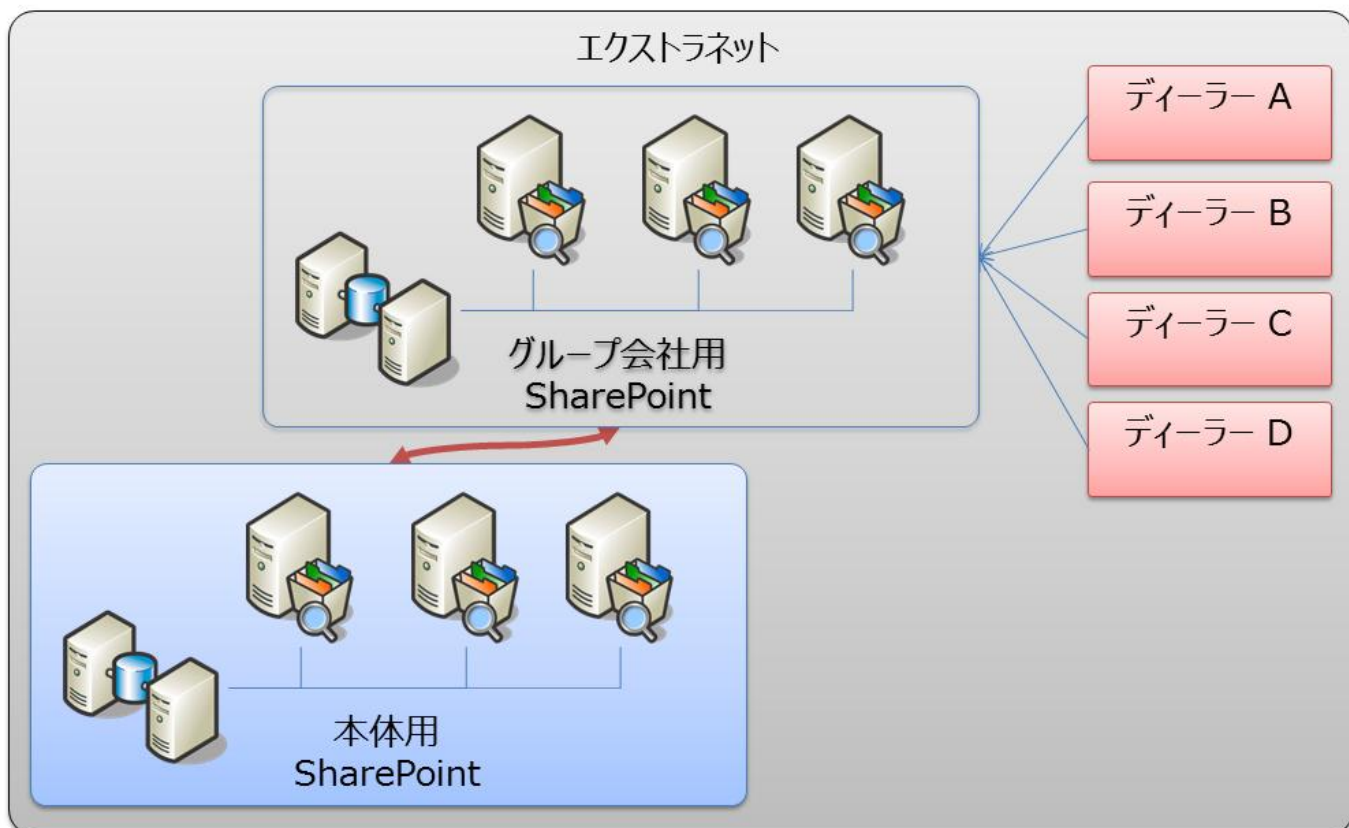 エクストラネット
ディーラー A
ディーラー B
ディーラー C
ディーラー D
グループ会社用
SharePoint
本体用
SharePoint